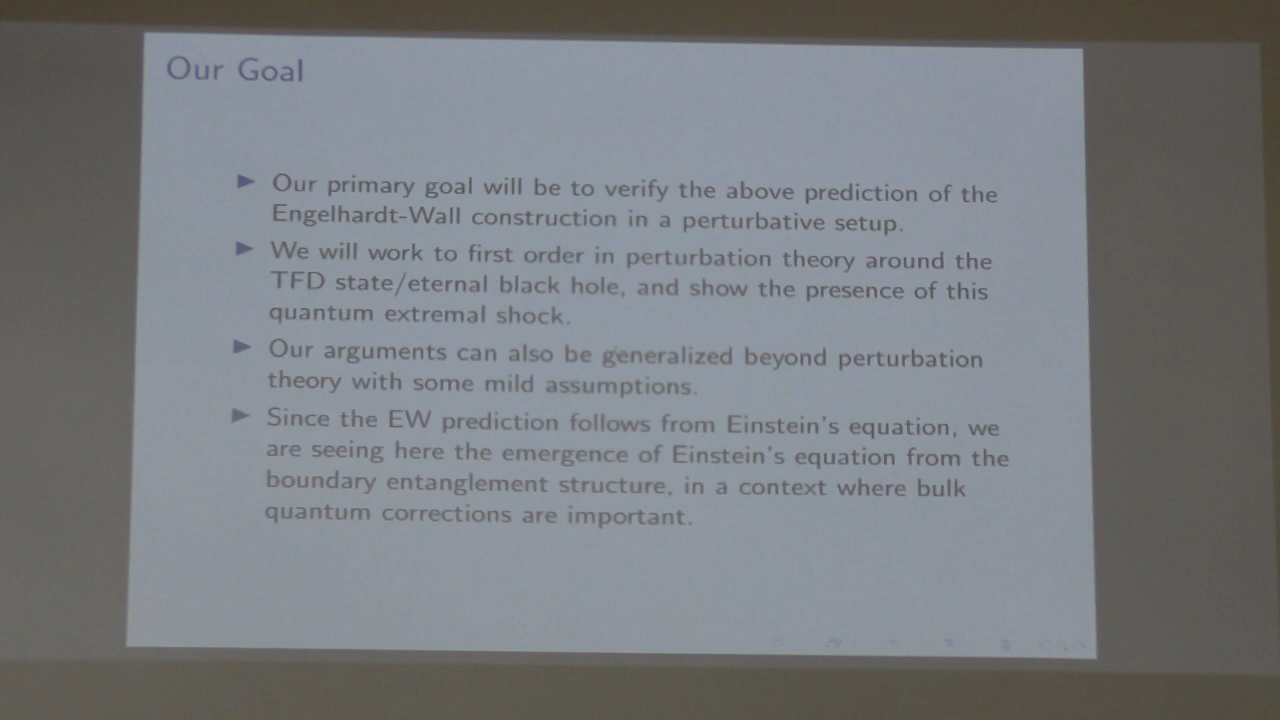 Our Goal
Our primary goal will be to verify the above prediction of the
Engelhardt-Wall construction in a perturbative setup.
We will work to first order in perturbation theory around the
TFD state/eternal black hole, and show the presence of this
quantum extremal shock.
Our arguments can also be generalized beyond perturbation
theory with some mild assumptions.
Since the EW prediction follows from Einstein's equation, we
are seeing here the emergence of Einstein's equation from the
boundary entanglement structure, in a context where bulk
quantum corrections are important.